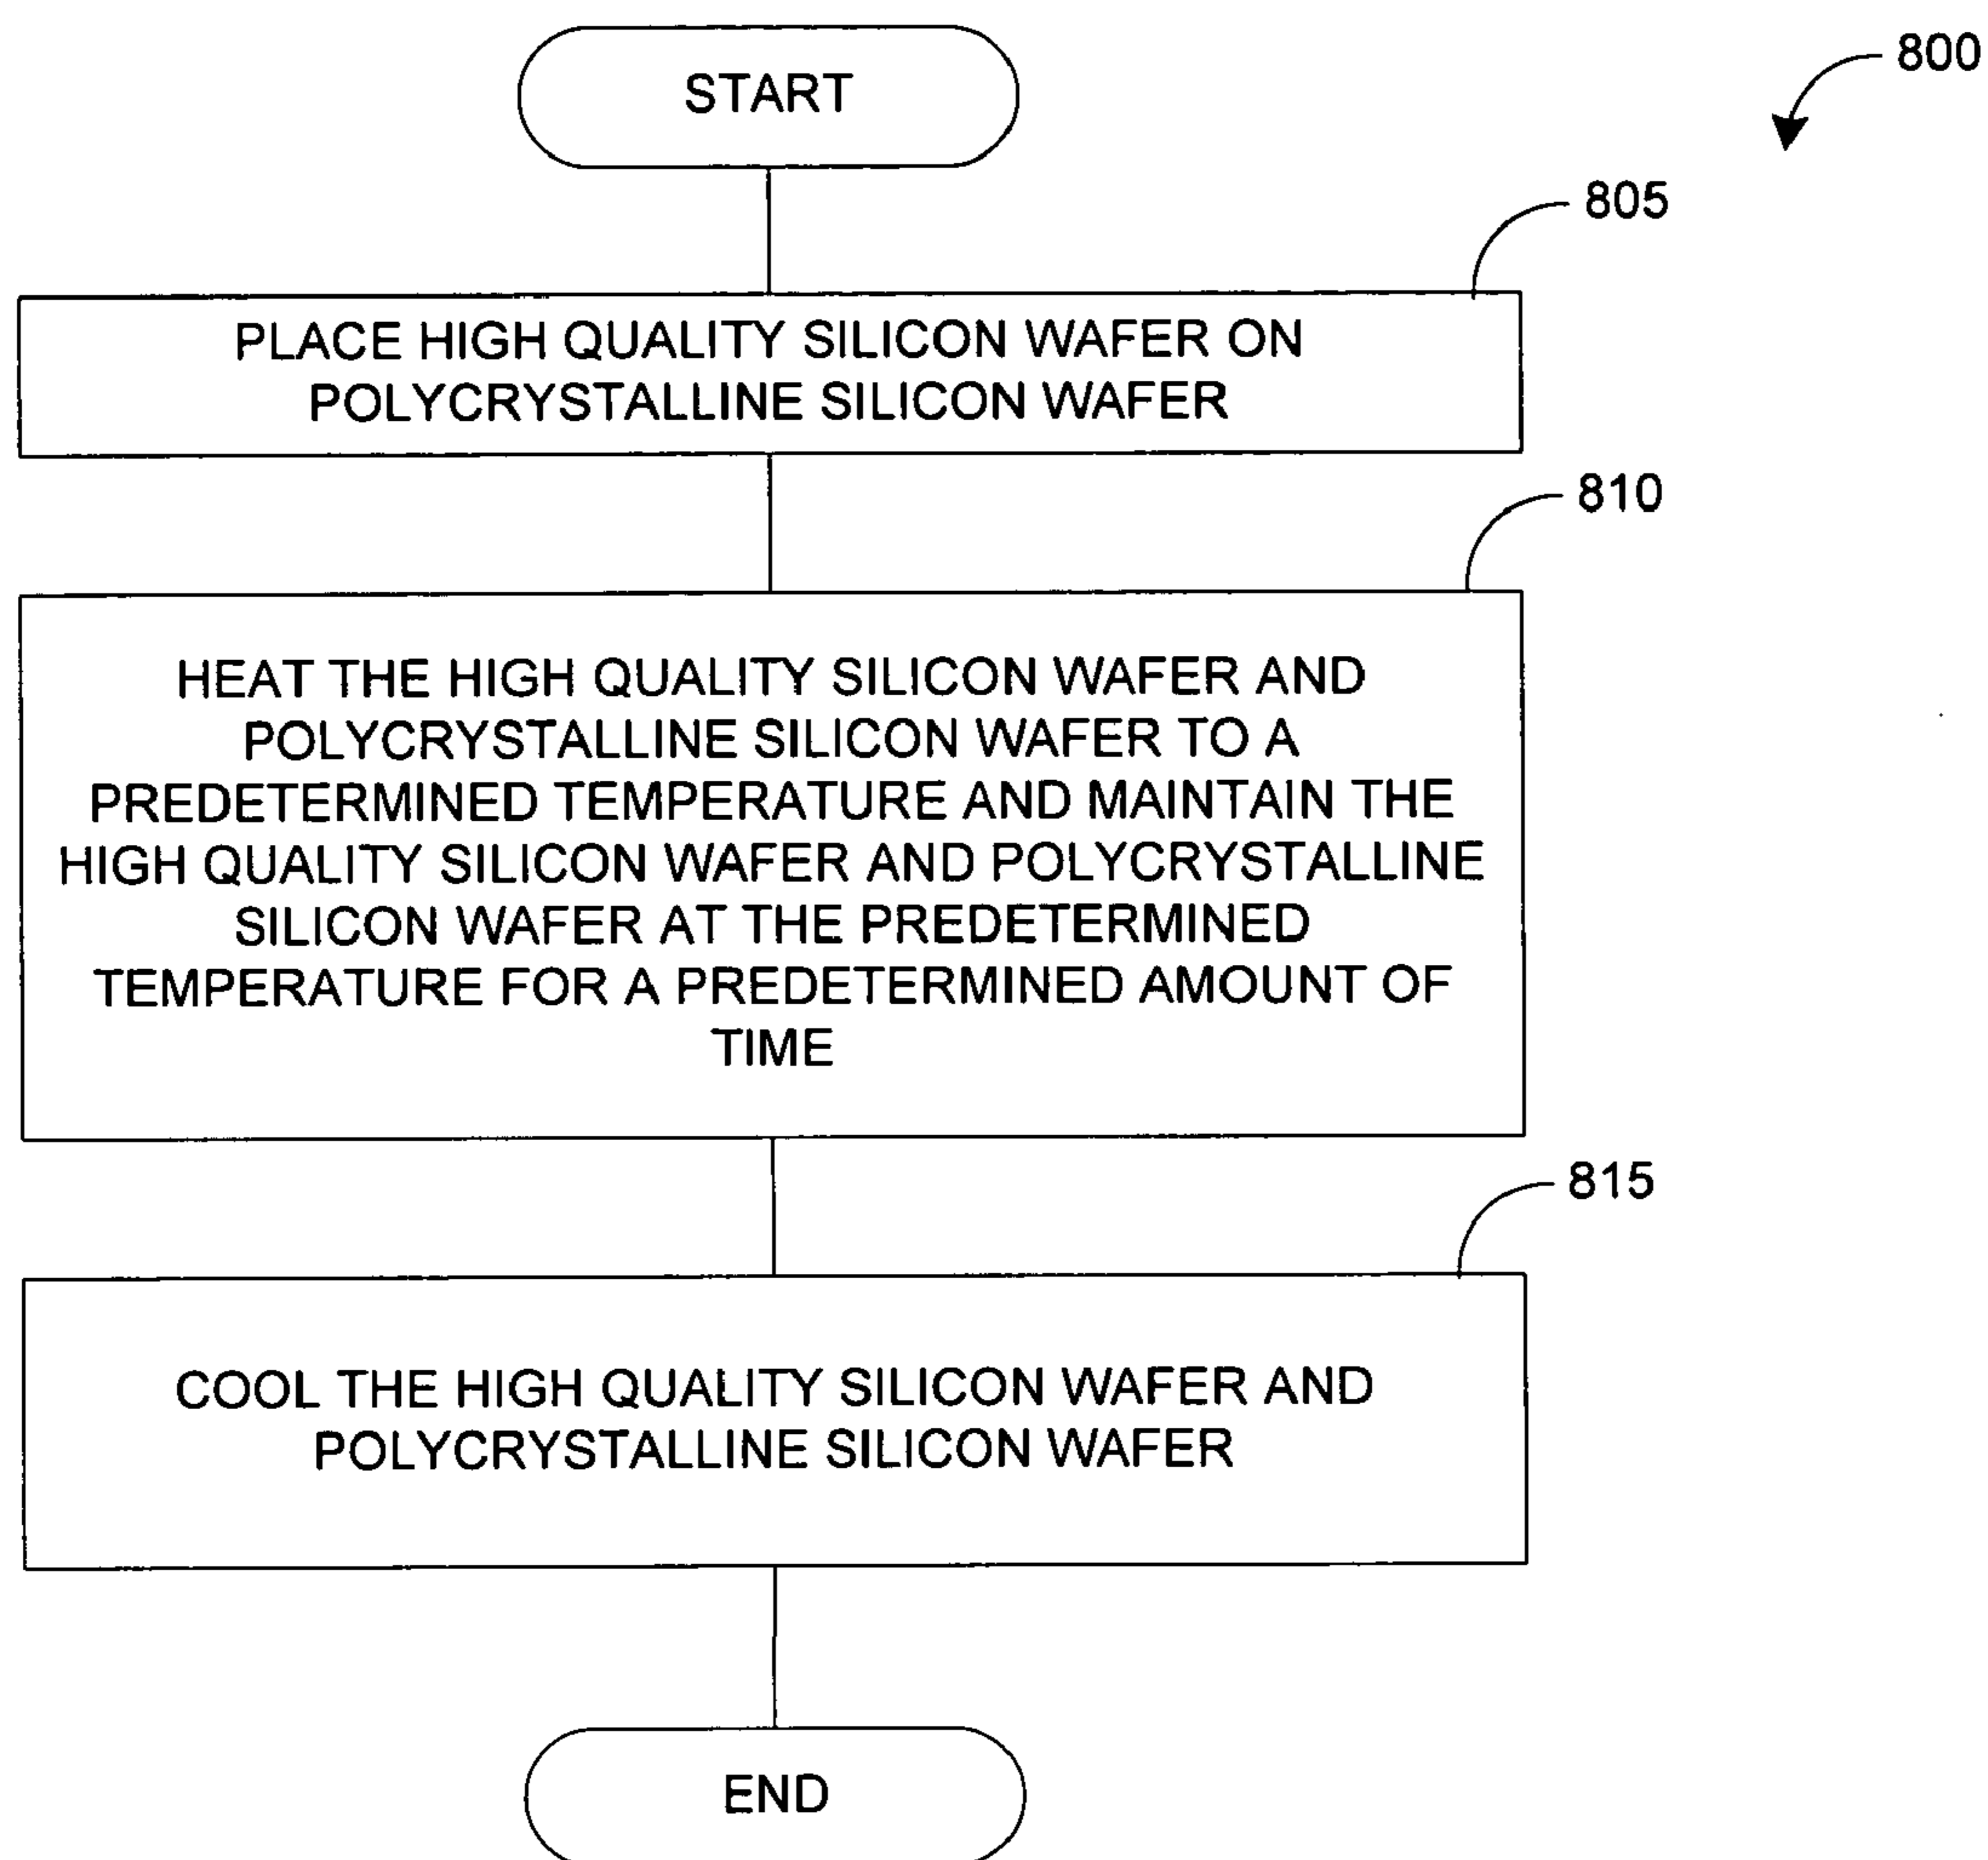 START
800
805
PLACE HIGH QUALITY SILICON WAFER ON
POLYCRYSTALLINE SILICON WAFER
810
HEAT THE HIGH QUALITY SILICON WAFER AND
POLYCRYSTALLINE SILICON WAFER TO A
PREDETERMINED TEMPERATURE AND MAINTAIN THE
HIGH QUALITY SILICON WAFER AND POLYCRYSTALLINE
SILICON WAFER AT THE PREDETERMINED
TEMPERATURE FOR A PREDETERMINED AMOUNT OF
TIME
815
COOL THE HIGH QUALITY SILICON WAFER AND
POLYCRYSTALLINE SILICON WAFER
END